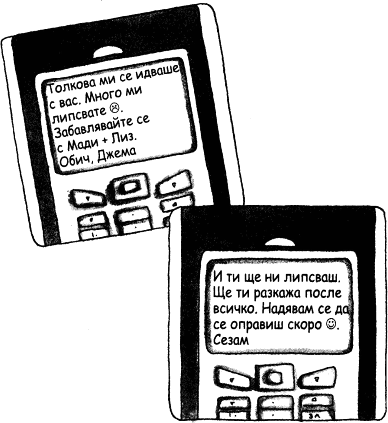 Толкова ми се идваше
с вас. Много ми
липсвате ☹.
Забавлявайте се
с Мади + Лиз.
Обич, Джема
И ти ще ни липсваш.
Ще ти разкажа после
всичко. Надявам се да
се оправиш скоро ☺.
Сезам